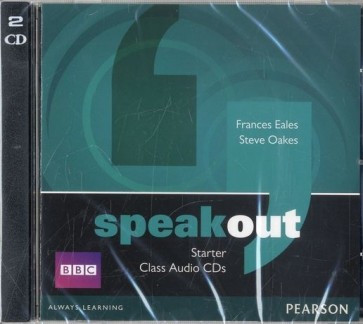 2
CD
Frances Eales
Steve Oakes
speakout
Starter
Class Audio CDs
BBC
ALWAYS LEARNING
PEARSON